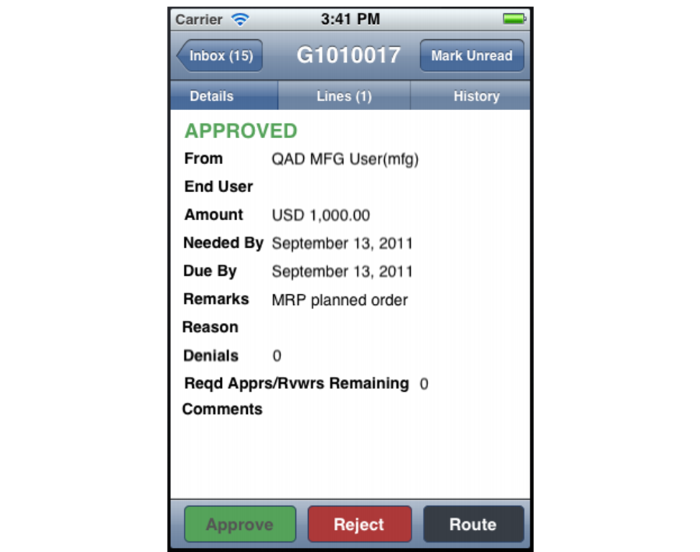 Carrier 3:41 PM
Inbox (15) G1010017 Mark Unread
Details Lines (1) History
APPROVED
From QAD MFG User(mfg)
End User
Amount USD 1,000.00
Needed By September 13, 2011
Due By September 13, 2011
Remarks MRP planned order
Reason
Denials 0
Reqd Apprs/Rvwrs Remaining 0
Comments
Approve Reject Route